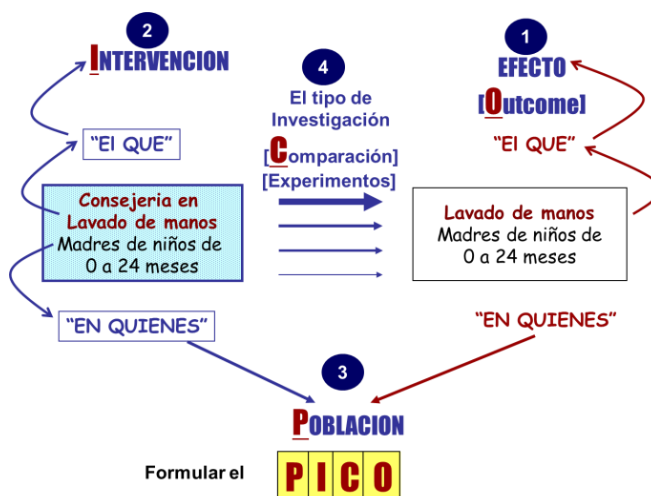 2
INTERVENCION
"El QUE"
Consejeria en
Lavado de manos
Madres de niños de
0 a 24 meses
"EN QUIENES"
4
El tipo de
Investigación
[Comparación]
[Experimentos]
1
EFECTO
[Outcome]
"El QUE"
Lavado de manos
Madres de niños de
0 a 24 meses
"EN QUIENES"
3
POBLACION
Formular el P I C O